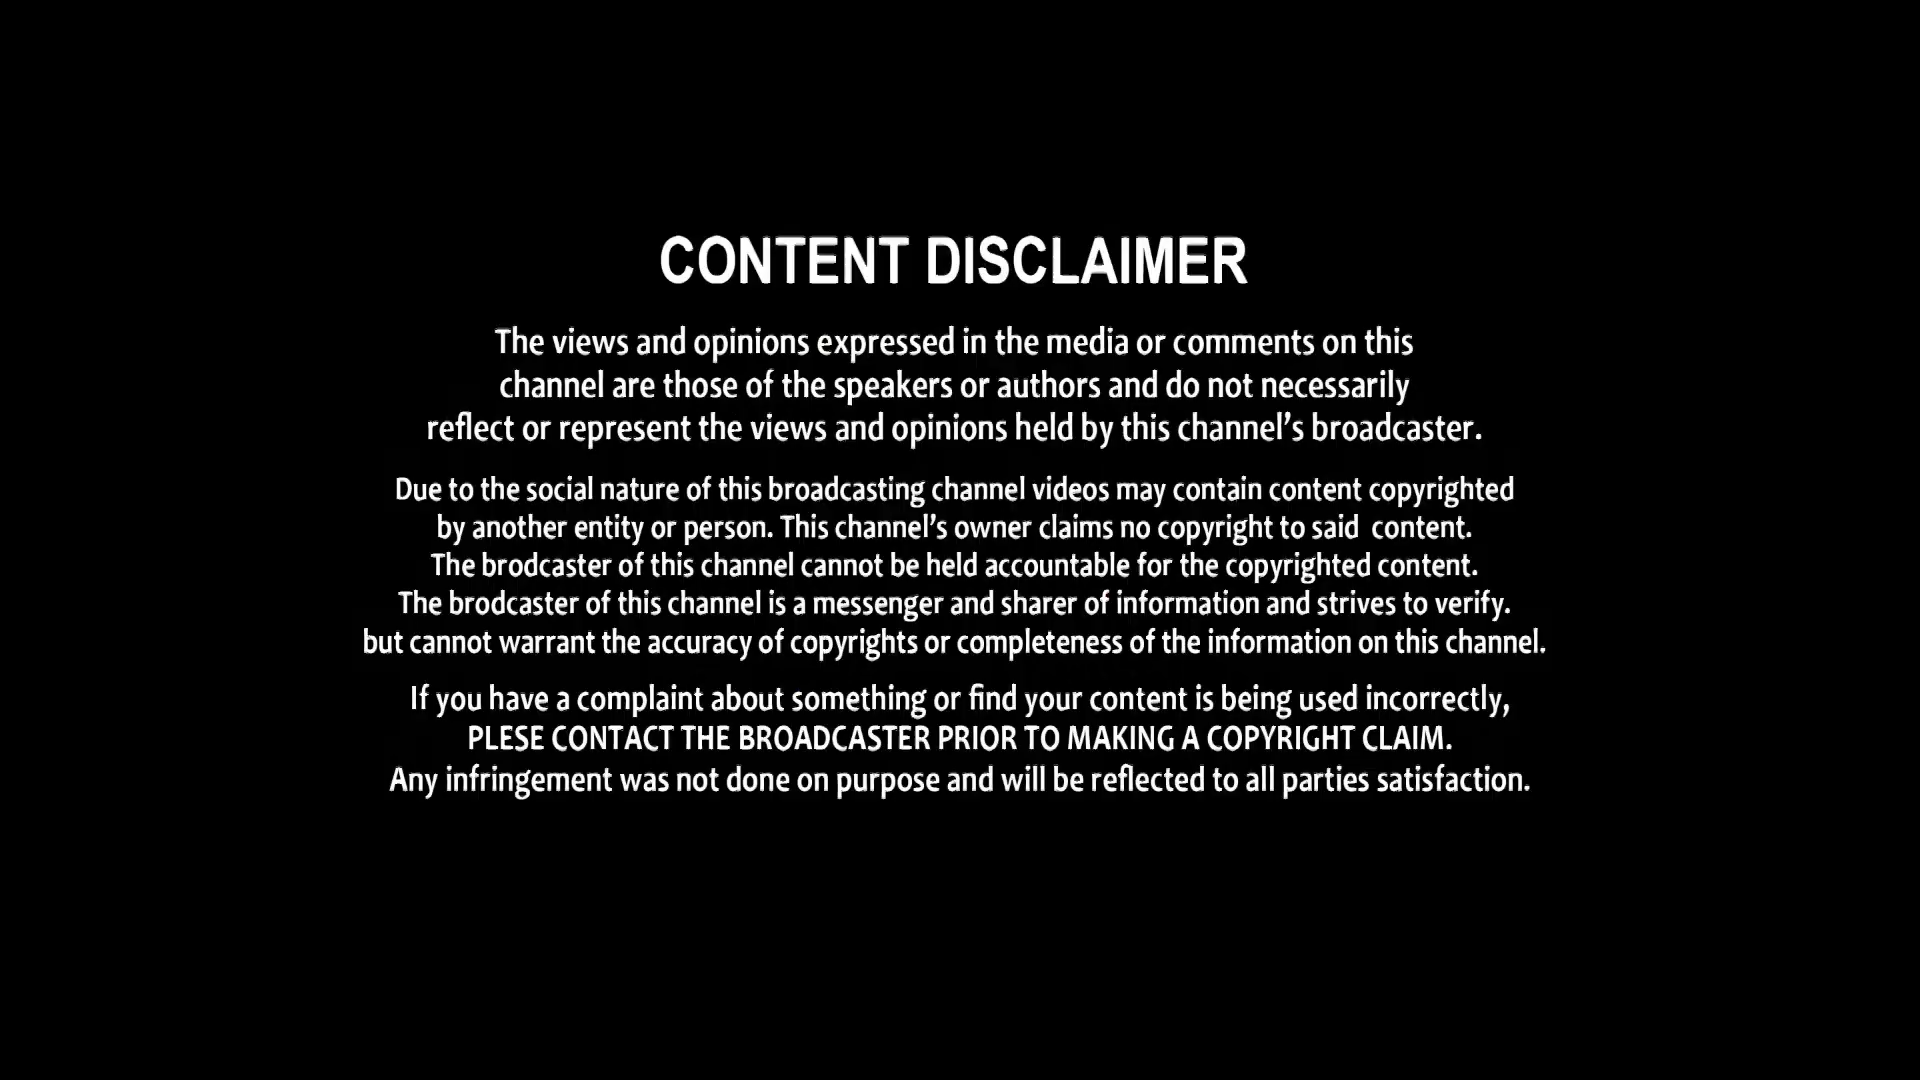 CONTENT DISCLAIMER
The views and opinions expressed in the media or comments on this
channel are those of the speakers or authors and do not necessarily
reflect or represent the views and opinions held by this channel’s broadcaster.
Due to the social nature of this broadcasting channel videos may contain content copyrighted
by another entity or person. This channel’s owner claims no copyright to said  content.
The brodcaster of this channel cannot be held accountable for the copyrighted content.
The brodcaster of this channel is a messenger and sharer of information and strives to verify.
but cannot warrant the accuracy of copyrights or completeness of the information on this channel.
If you have a complaint about something or find your content is being used incorrectly,
PLESE CONTACT THE BROADCASTER PRIOR TO MAKING A COPYRIGHT CLAIM.
Any infringement was not done on purpose and will be reflected to all parties satisfaction.